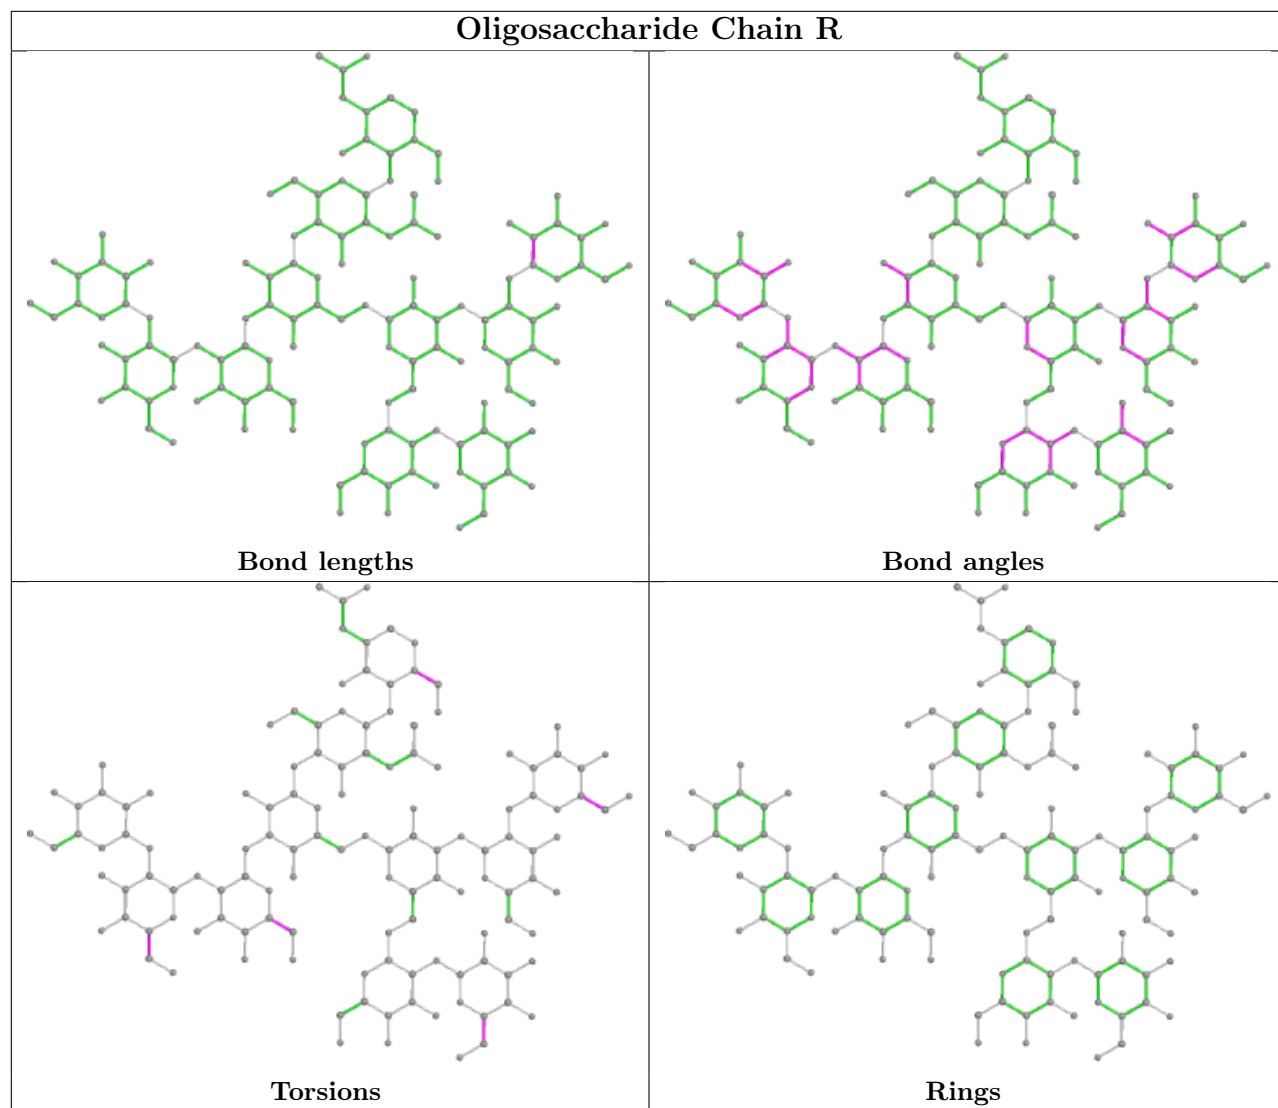 Oligosaccharide Chain R
Bond lengths
Bond angles
Torsions
Rings